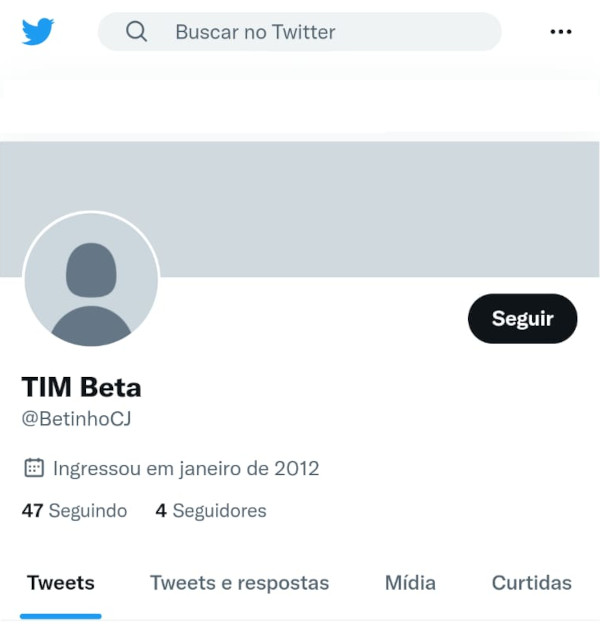 Buscar no Twitter
Seguir
TIM Beta
@BetinhoCJ
Ingressou em janeiro de 2012
47 Seguindo 4 Seguidores
Tweets Tweets e respostas Mídia Curtidas